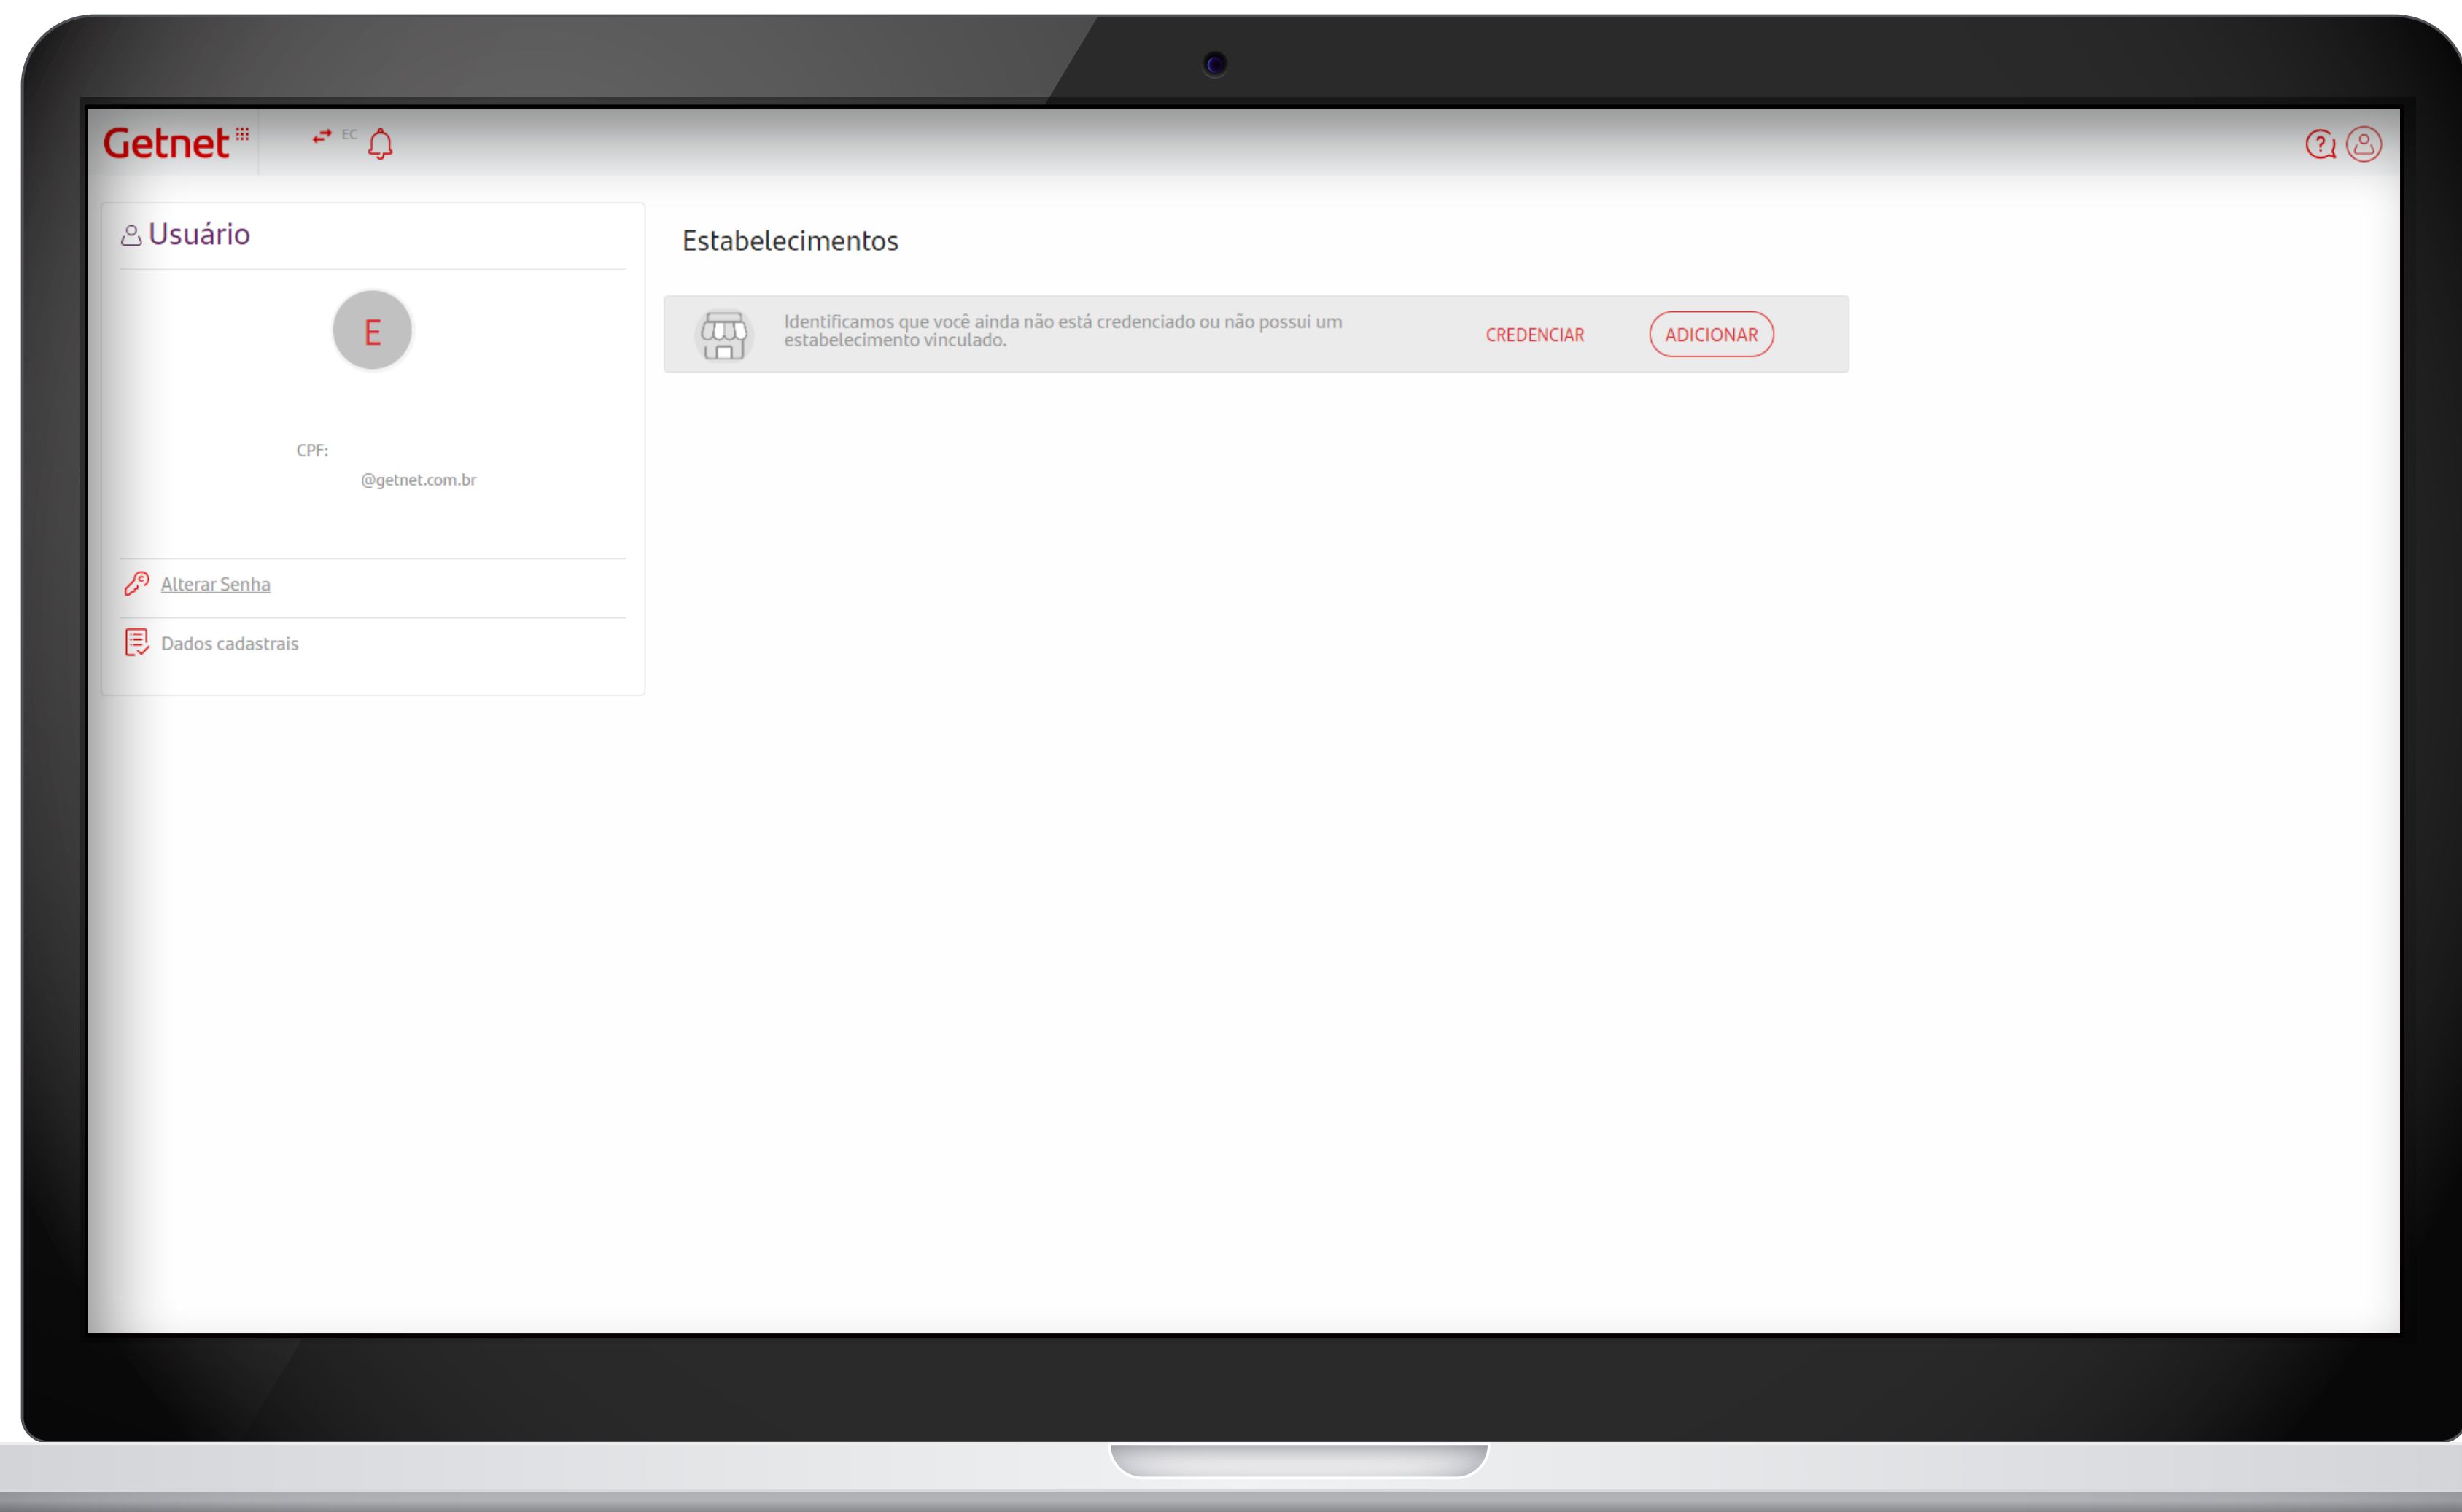 Getnet
EC
Usuário
E
CPF:
@getnet.com.br
Alterar Senha
Dados cadastrais
Estabelecimentos
Identificamos que você ainda não está credenciado ou não possui um
estabelecimento vinculado.
CREDENCIAR
ADICIONAR